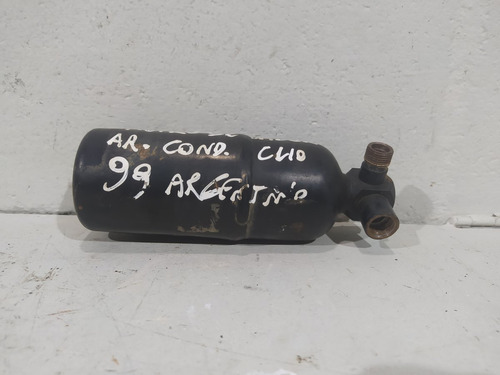 AR. COND. CLIO
99, ARGENTINO